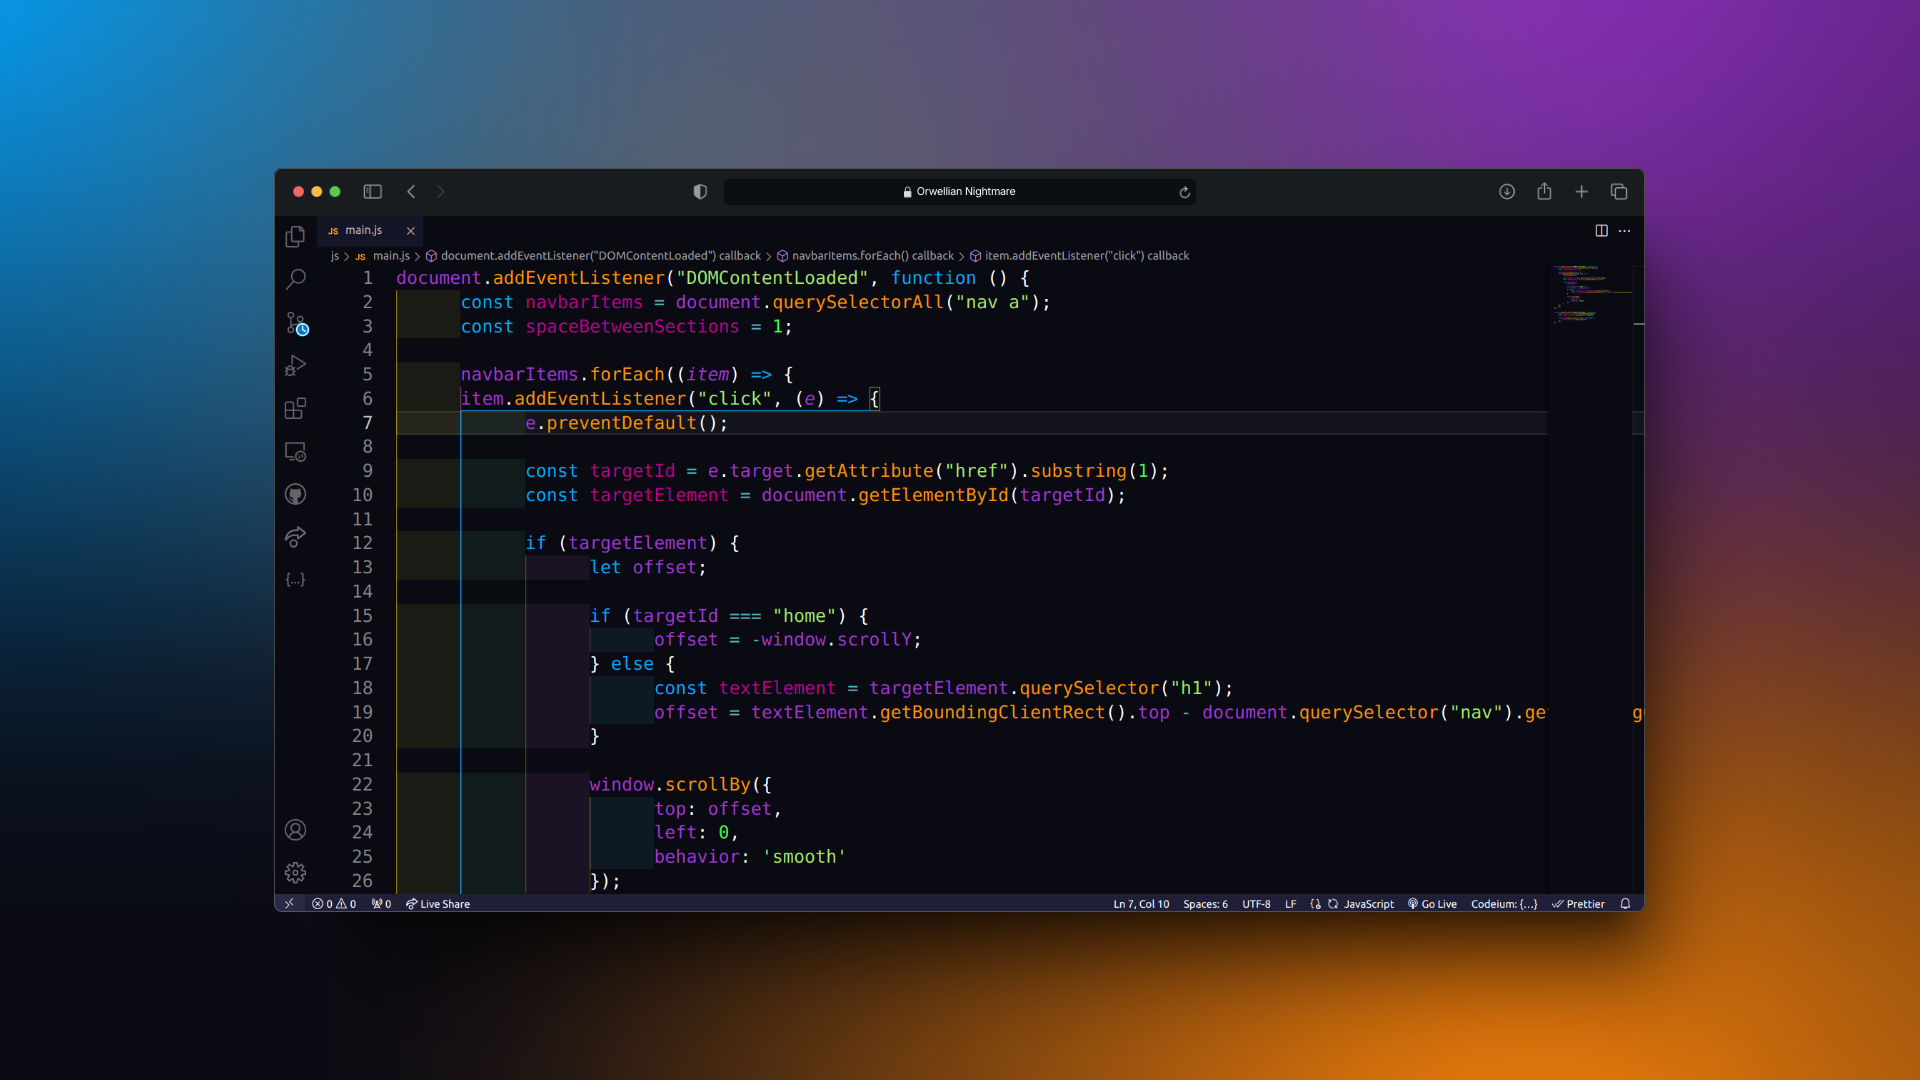 Orwellian Nightmare
JS main.js
js > JS main.js > document.addEventListener("DOMContentLoaded") callback > navbarItems.forEach() callback > item.addEventListener("click") callback
1 document.addEventListener("DOMContentLoaded", function () {
2 const navbarItems = document.querySelectorAll("nav a");
3 const spaceBetweenSections = 1;
4
5 navbarItems.forEach((item) => {
6 item.addEventListener("click", (e) => {
7 e.preventDefault();
8
9 const targetId = e.target.getAttribute("href").substring(1);
10 const targetElement = document.getElementById(targetId);
11
12 if (targetElement) {
13 let offset;
14
15 if (targetId === "home") {
16 offset = -window.scrollY;
17 } else {
18 const textElement = targetElement.querySelector("h1");
19 offset = textElement.getBoundingClientRect().top - document.querySelector("nav").ge
20 }
21
22 window.scrollBy({
23 top: offset,
24 left: 0,
25 behavior: 'smooth'
26 });
0 0 0 Live Share Ln 7, Col 10 Spaces: 6 UTF-8 LF JavaScript Go Live Codeium: {...} Prettier